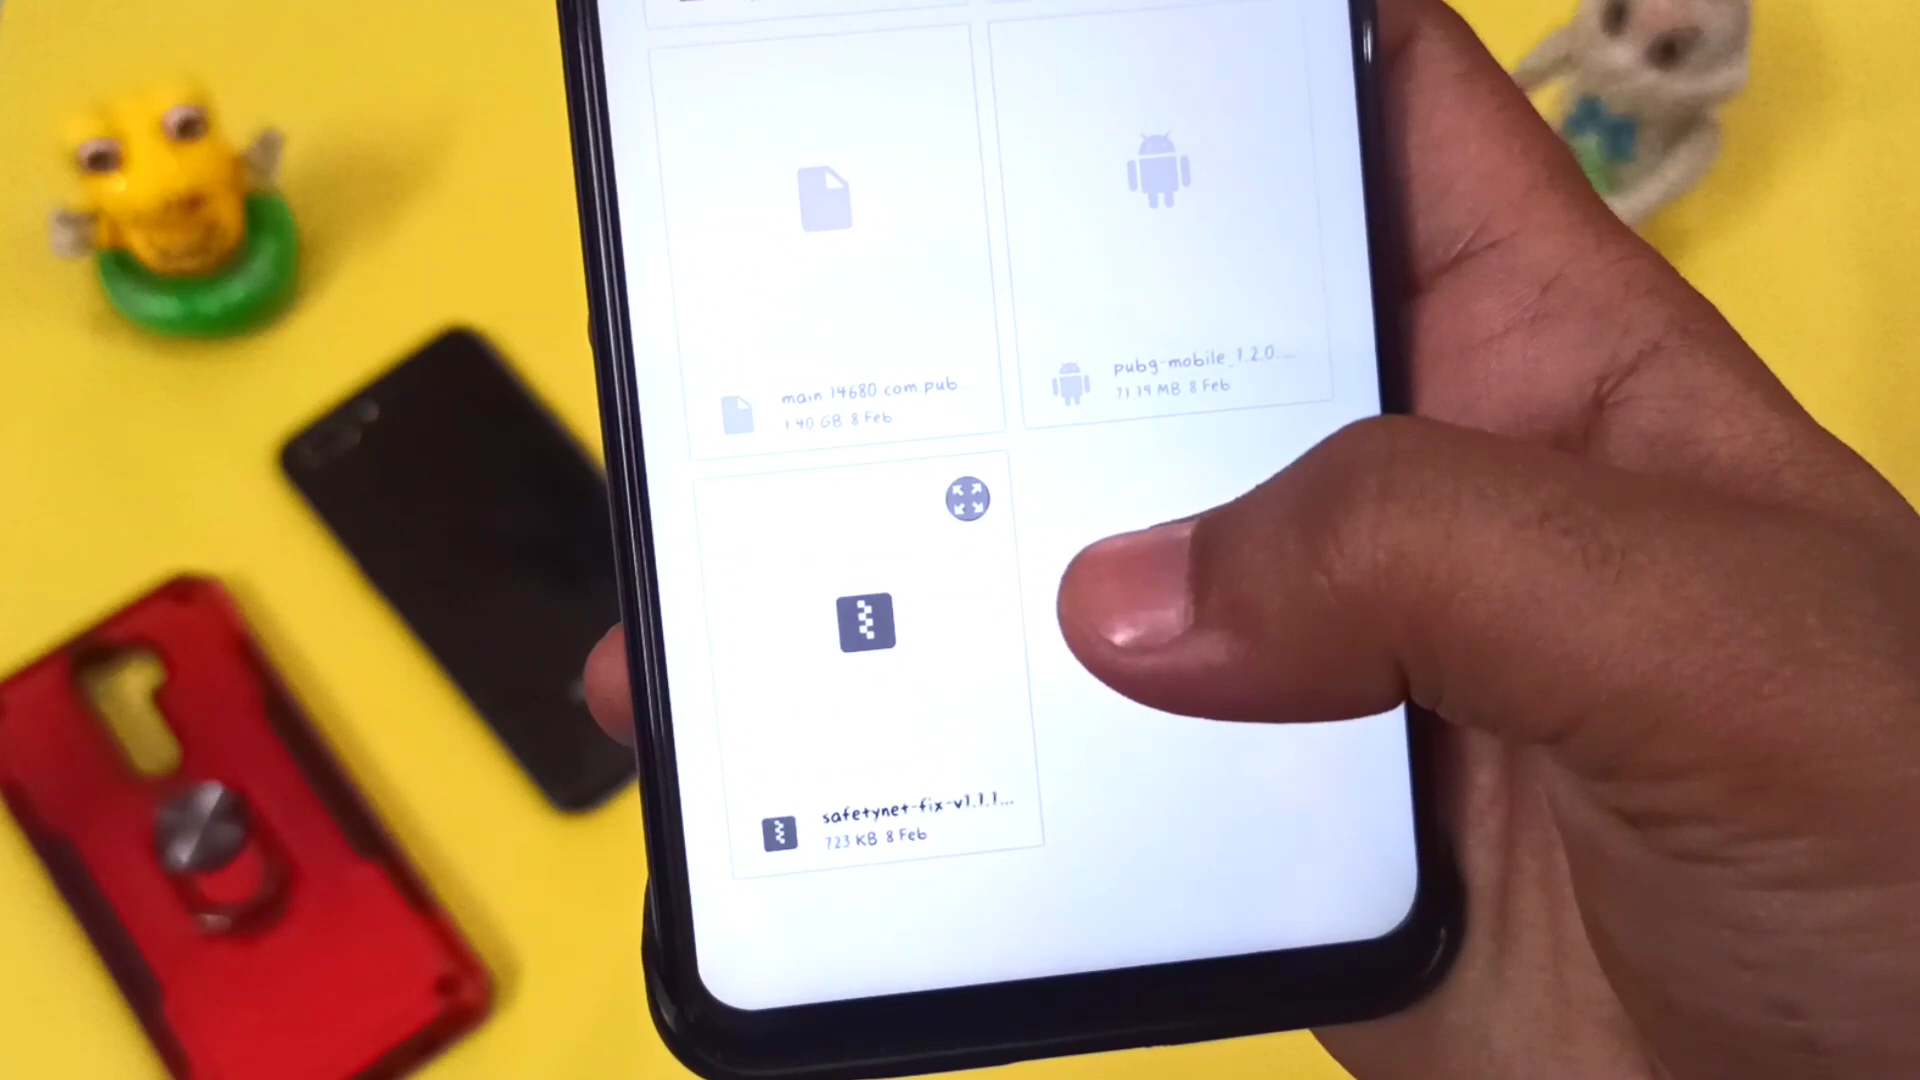 main 14680 com.pub...
1.40 GB 8 Feb
pubg-mobile_1.2.0....
71.19 MB 8 Feb
safetynet-fix-v1.1.1...
723 KB 8 Feb